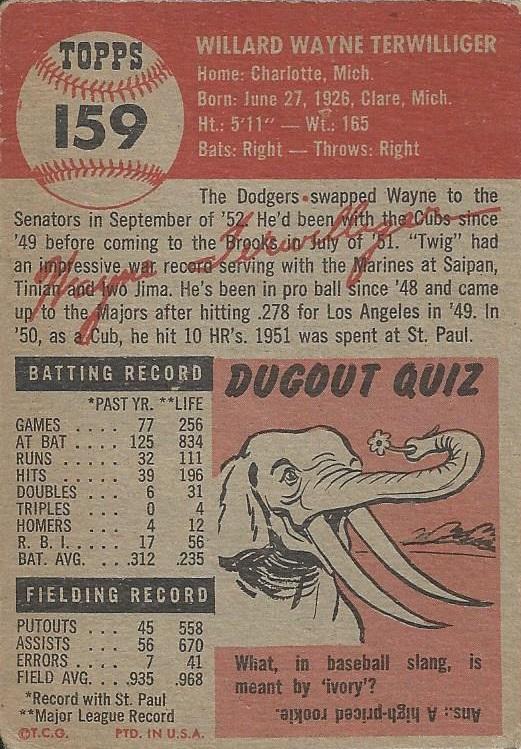 TOPPS
159
WILLARD WAYNE TERWILLIGER
Home: Charlotte, Mich.
Born: June 27, 1926, Clare, Mich.
Ht.: 5'11" — Wt.: 165
Bats: Right — Throws: Right
The Dodgers swapped Wayne to the
Senators in September of '52. He'd been with the Cubs since
'49 before coming to the Brooks in July of '51. "Twig" had
an impressive war record serving with the Marines at Saipan,
Tinian and Iwo Jima. He's been in pro ball since '48 and came
up to the Majors after hitting .278 for Los Angeles in '49. In
'50, as a Cub, he hit 10 HR's. 1951 was spent at St. Paul.
Wayne Terwilliger
BATTING RECORD
*PAST YR. **LIFE
GAMES .... 77 256
AT BAT .... 125 834
RUNS ..... 32 111
HITS ..... 39 196
DOUBLES ... 6 31
TRIPLES .... 0 4
HOMERS ... 4 12
R. B. I. .... 17 56
BAT. AVG. ... .312 .235
FIELDING RECORD
PUTOUTS ... 45 558
ASSISTS ... 56 670
ERRORS .... 7 41
FIELD AVG. ... .935 .968
*Record with St. Paul
**Major League Record
©T.C.G. PTD. IN U.S.A.
DUGOUT QUIZ
What, in baseball slang, is
meant by 'ivory'?
Ans.: A high-priced rookie.